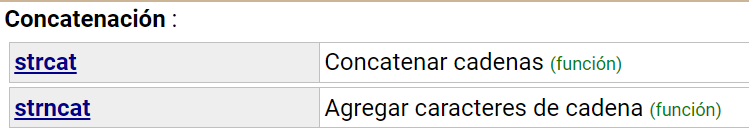 Concatenación :
strcat Concatenar cadenas (función)
strncat Agregar caracteres de cadena (función)